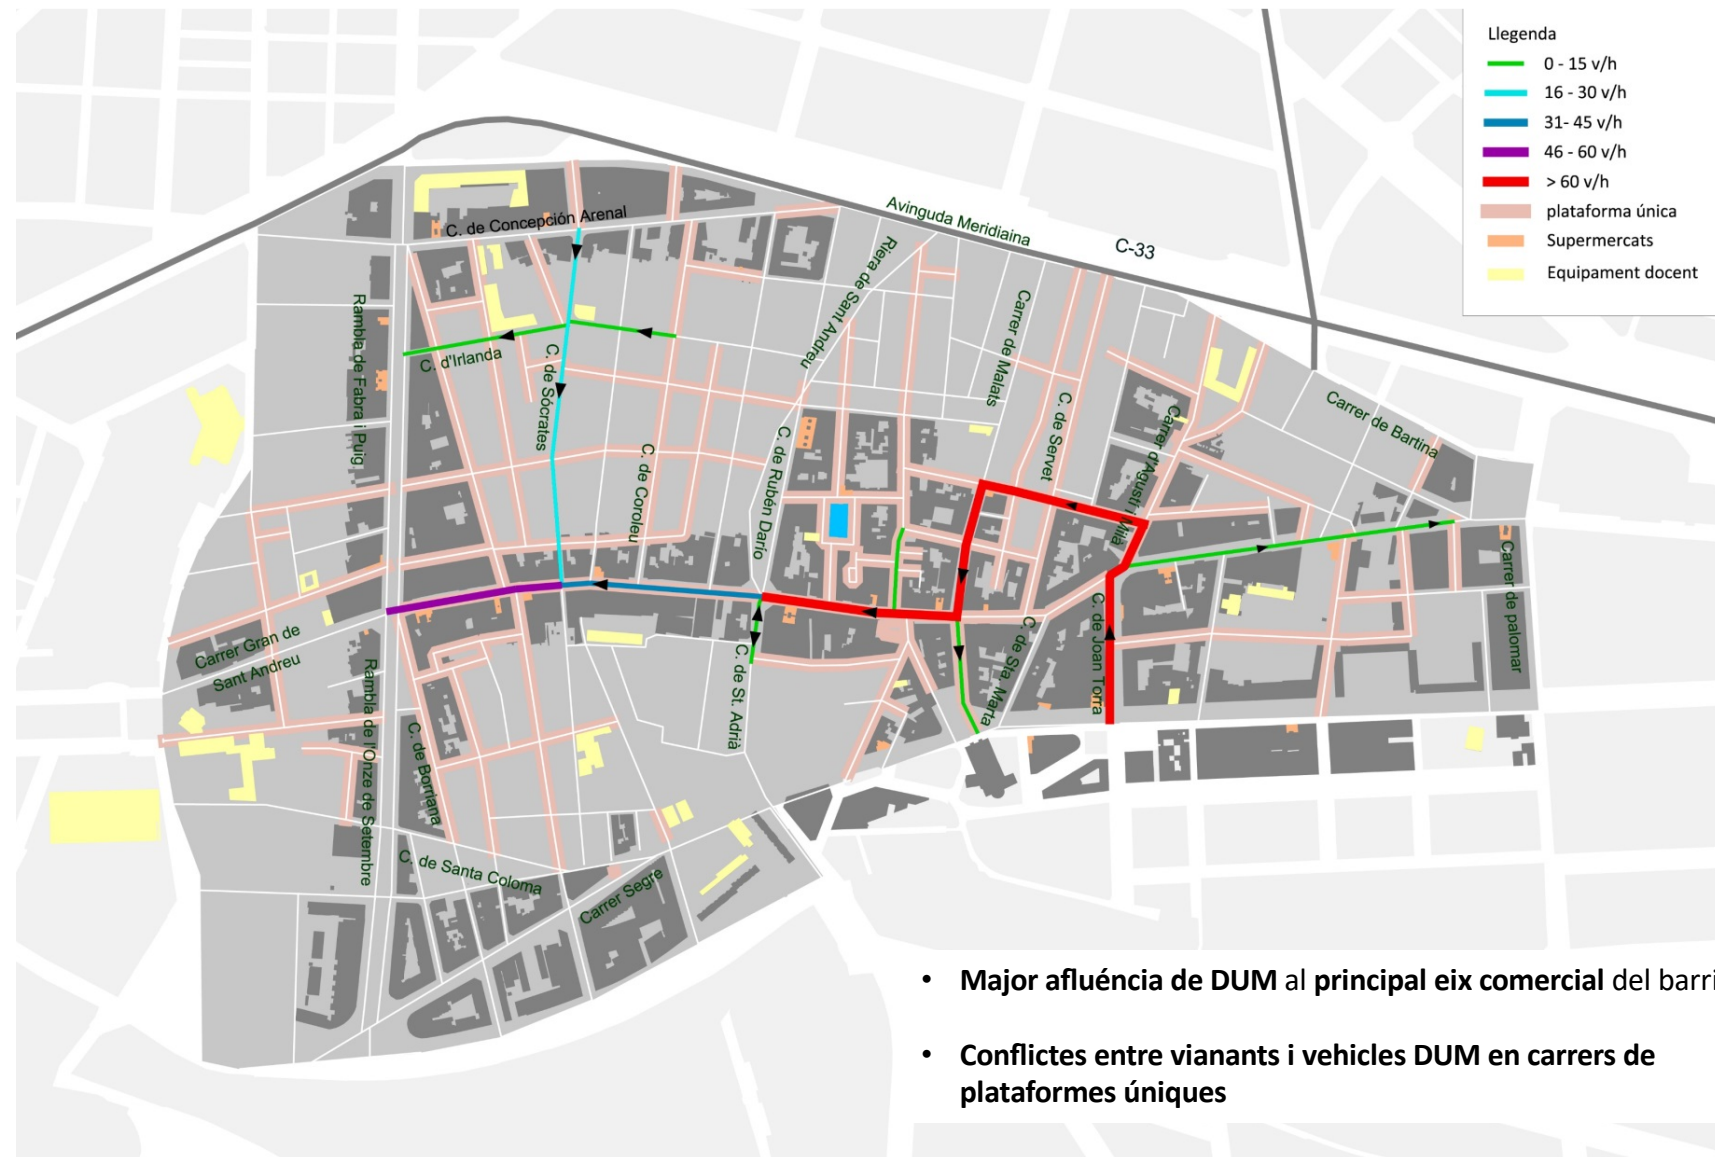 Llegenda
0 - 15 v/h
16 - 30 v/h
31- 45 v/h
46 - 60 v/h
> 60 v/h
plataforma única
Supermercats
Equipament docent
Avinguda Meridiaina
C-33
C. de Concepción Arenal
Riera de Sant Andreu
Rambla de Fabra i Puig
C. d'Irlanda
C. de Sócrates
C. de Coroleu
C. de Rubén Darío
Carrer de Malats
C. de Servet
Carrer d'Agustí i Milà
Carrer de Bartina
Carrer de palomar
Carrer Gran de
Sant Andreu
Rambla de l'Onze de Setembre
C. de Borriana
C. de St. Adrià
C. de Sta. Marta
C. de Joan Torra
C. de Santa Coloma
Carrer Segre
• Major afluéncia de DUM al principal eix comercial del barri
• Conflictes entre vianants i vehicles DUM en carrers de
plataformes úniques